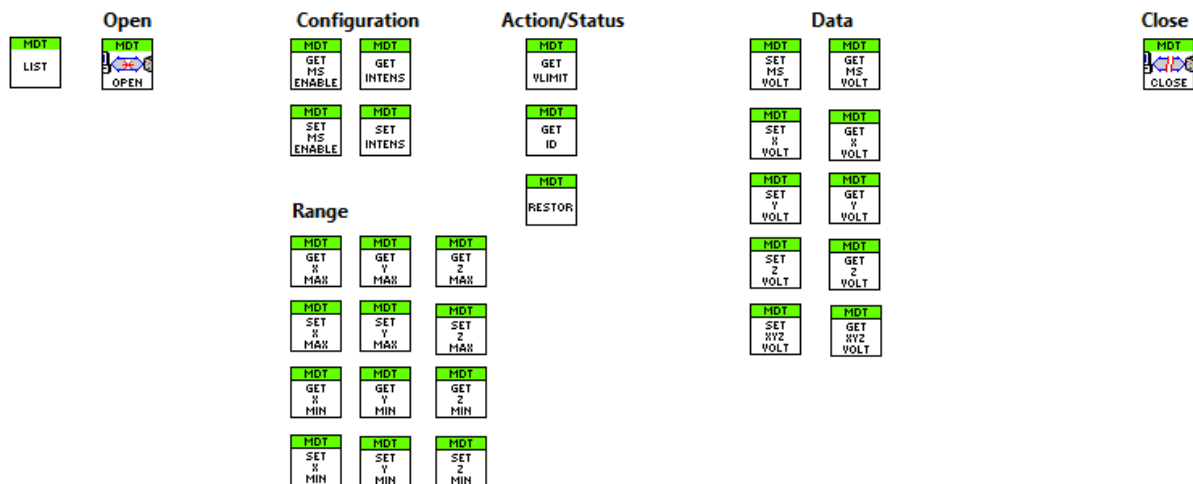 Open
Configuration
Action/Status
Data
Close
MDT
LIST
MDT
OPEN
MDT
GET
MS
ENABLE
MDT
GET
INTENS
MDT
GET
VLIMIT
MDT
SET
MS
VOLT
MDT
GET
MS
VOLT
MDT
CLOSE
MDT
SET
MS
ENABLE
MDT
SET
INTENS
MDT
GET
ID
MDT
SET
X
VOLT
MDT
GET
X
VOLT
MDT
RESTOR
MDT
SET
Y
VOLT
MDT
GET
Y
VOLT
Range
MDT
GET
X
MAX
MDT
GET
Y
MAX
MDT
GET
Z
MAX
MDT
SET
Z
VOLT
MDT
GET
Z
VOLT
MDT
SET
X
MAX
MDT
SET
Y
MAX
MDT
SET
Z
MAX
MDT
SET
XYZ
VOLT
MDT
GET
XYZ
VOLT
MDT
GET
X
MIN
MDT
GET
Y
MIN
MDT
GET
Z
MIN
MDT
SET
X
MIN
MDT
SET
Y
MIN
MDT
SET
Z
MIN